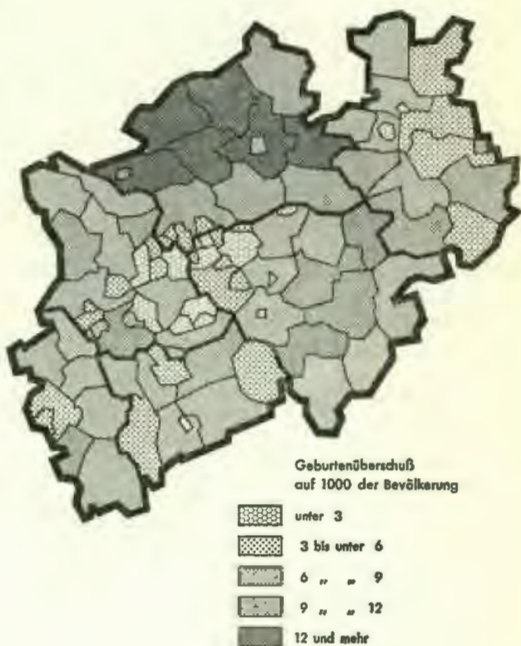 Geburtenüberschuß
auf 1000 der Bevölkerung
unter 3
3 bis unter 6
6 „ „ 9
9 „ „ 12
12 und mehr